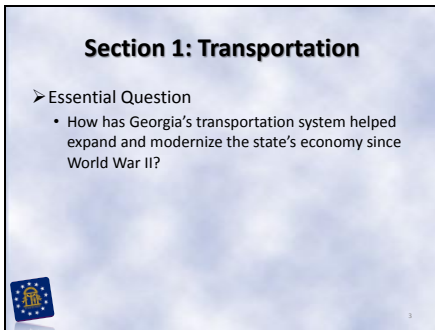 Section 1: Transportation
➢Essential Question
• How has Georgia's transportation system helped
expand and modernize the state's economy since
World War II?
3